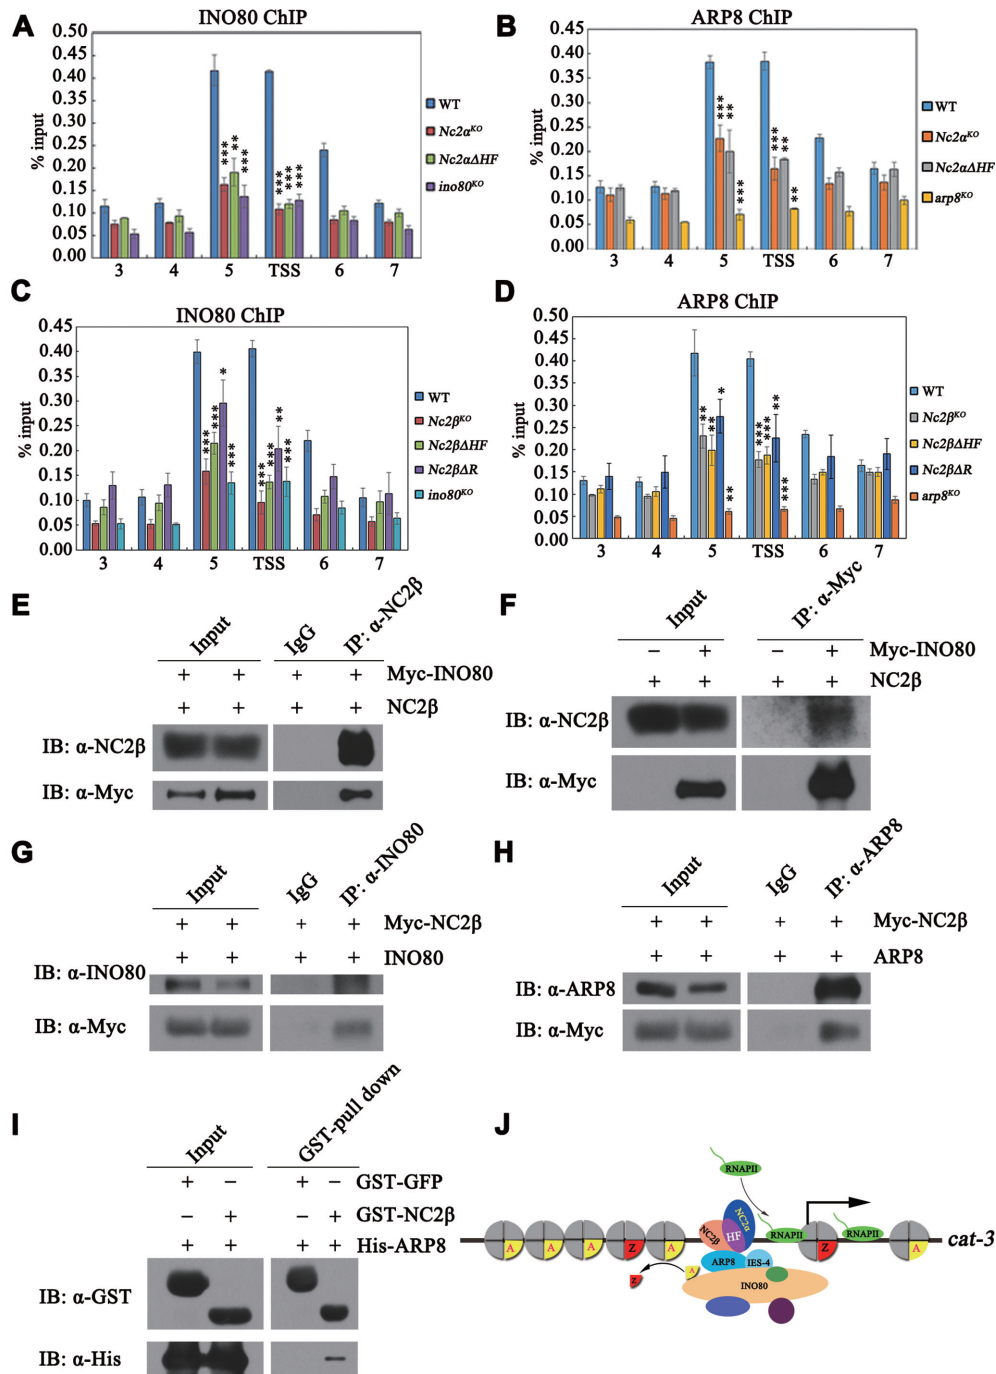 A
INO80 ChIP
% input
0.50
0.45
0.40
0.35
0.30
0.25
0.20
0.15
0.10
0.05
0.00
3 4 5 TSS 6 7
*** ** ***
*** *** ***
WT
Nc2α^KO
Nc2αΔHF
ino80^KO
B
ARP8 ChIP
% input
0.45
0.40
0.35
0.30
0.25
0.20
0.15
0.10
0.05
0.00
3 4 5 TSS 6 7
*** ** ***
*** ** **
WT
Nc2α^KO
Nc2αΔHF
arp8^KO
C
INO80 ChIP
% input
0.45
0.40
0.35
0.30
0.25
0.20
0.15
0.10
0.05
0.00
3 4 5 TSS 6 7
*** *** * ***
*** *** ** ***
WT
Nc2β^KO
Nc2βΔHF
Nc2βΔR
ino80^KO
D
ARP8 ChIP
% input
0.45
0.40
0.35
0.30
0.25
0.20
0.15
0.10
0.05
0.00
3 4 5 TSS 6 7
** ** * **
*** *** ** ***
WT
Nc2β^KO
Nc2βΔHF
Nc2βΔR
arp8^KO
E
Input IgG IP: α-NC2β
+ + + + Myc-INO80
+ + + + NC2β
IB: α-NC2β
IB: α-Myc
F
Input IP: α-Myc
− + − + Myc-INO80
+ + + + NC2β
IB: α-NC2β
IB: α-Myc
G
Input IgG IP: α-INO80
+ + + + Myc-NC2β
+ + + + INO80
IB: α-INO80
IB: α-Myc
H
Input IgG IP: α-ARP8
+ + + + Myc-NC2β
+ + + + ARP8
IB: α-ARP8
IB: α-Myc
I
Input GST-pull down
+ − + − GST-GFP
− + − + GST-NC2β
+ + + + His-ARP8
IB: α-GST
IB: α-His
J
RNAPII
NC2α
NC2β HF
RNAPII RNAPII
A A A Z A Z A
cat-3
ARP8 IES-4
Z
INO80